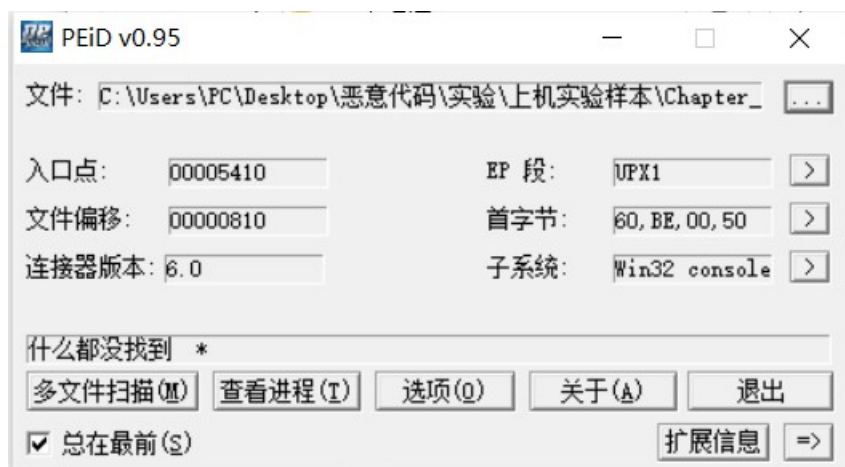 PEiD v0.95
文件: C:\Users\PC\Desktop\恶意代码\实验\上机实验样本\Chapter_ ...
入口点: 00005410 EP 段: UPX1 >
文件偏移: 00000810 首字节: 60,BE,00,50 >
连接器版本: 6.0 子系统: Win32 console >
什么都没找到 *
多文件扫描(M) 查看进程(T) 选项(O) 关于(A) 退出
总在最前(S) 扩展信息 =>